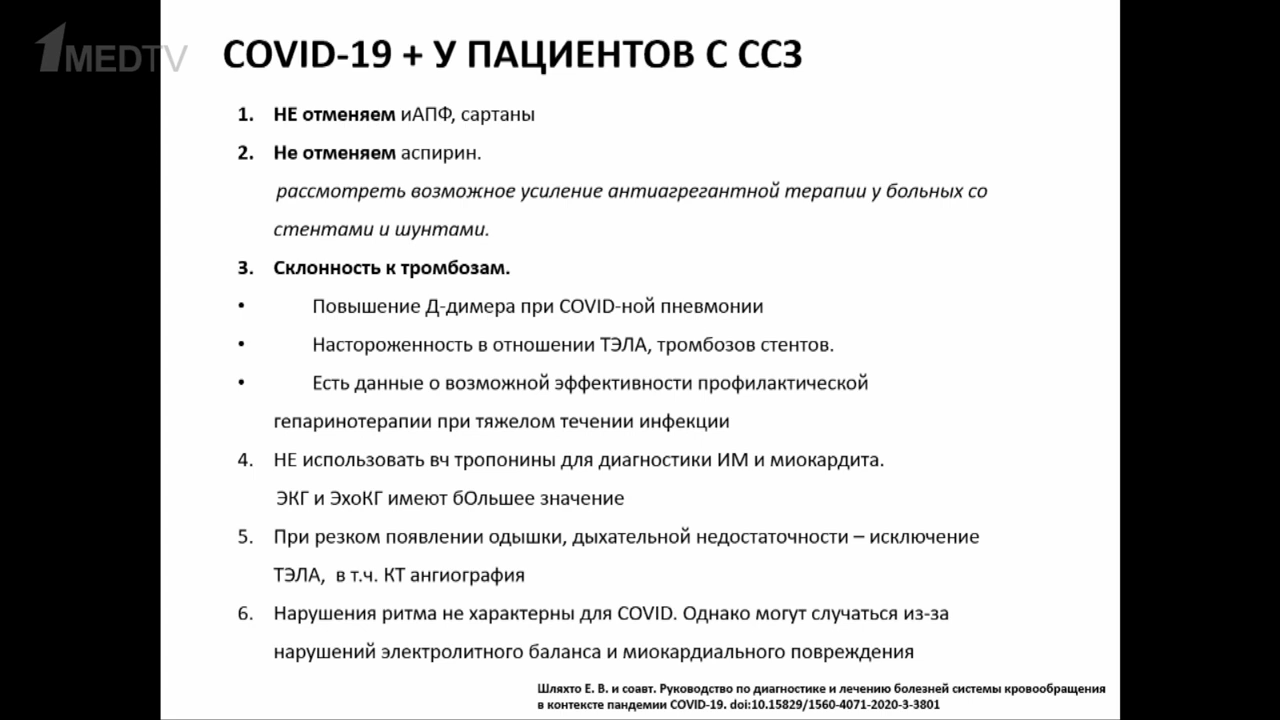 1MEDTV
COVID-19 + У ПАЦИЕНТОВ С ССЗ
1. НЕ отменяем иАПФ, сартаны
2. Не отменяем аспирин.
рассмотреть возможное усиление антиагрегантной терапии у больных со
стентами и шунтами.
3. Склонность к тромбозам.
• Повышение Д-димера при COVID-ной пневмонии
• Настороженность в отношении ТЭЛА, тромбозов стентов.
• Есть данные о возможной эффективности профилактической
гепаринотерапии при тяжелом течении инфекции
4. НЕ использовать вч тропонины для диагностики ИМ и миокардита.
ЭКГ и ЭхоКГ имеют бОльшее значение
5. При резком появлении одышки, дыхательной недостаточности – исключение
ТЭЛА, в т.ч. КТ ангиография
6. Нарушения ритма не характерны для COVID. Однако могут случаться из-за
нарушений электролитного баланса и миокардиального повреждения
Шляхто Е. В. и соавт. Руководство по диагностике и лечению болезней системы кровообращения
в контексте пандемии COVID-19. doi:10.15829/1560-4071-2020-3-3801